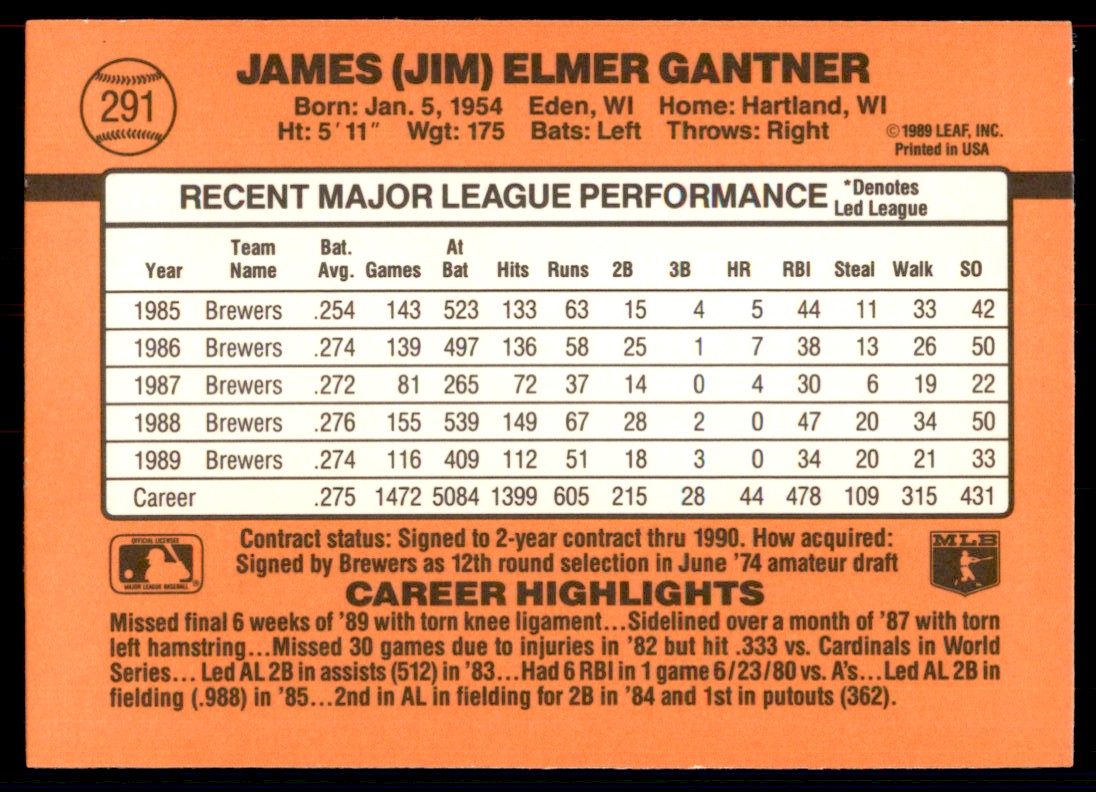 291
JAMES (JIM) ELMER GANTNER
Born: Jan. 5, 1954 Eden, WI Home: Hartland, WI
Ht: 5' 11" Wgt: 175 Bats: Left Throws: Right
©1989 LEAF, INC.
Printed in USA
RECENT MAJOR LEAGUE PERFORMANCE *Denotes Led League
Year Team Name Bat. Avg. Games At Bat Hits Runs 2B 3B HR RBI Steal Walk SO
1985 Brewers .254 143 523 133 63 15 4 5 44 11 33 42
1986 Brewers .274 139 497 136 58 25 1 7 38 13 26 50
1987 Brewers .272 81 265 72 37 14 0 4 30 6 19 22
1988 Brewers .276 155 539 149 67 28 2 0 47 20 34 50
1989 Brewers .274 116 409 112 51 18 3 0 34 20 21 33
Career .275 1472 5084 1399 605 215 28 44 478 109 315 431
OFFICIAL LICENSEE
MAJOR LEAGUE BASEBALL
®
Contract status: Signed to 2-year contract thru 1990. How acquired:
Signed by Brewers as 12th round selection in June '74 amateur draft
MLB
CAREER HIGHLIGHTS
Missed final 6 weeks of '89 with torn knee ligament...Sidelined over a month of '87 with torn
left hamstring...Missed 30 games due to injuries in '82 but hit .333 vs. Cardinals in World
Series... Led AL 2B in assists (512) in '83...Had 6 RBI in 1 game 6/23/80 vs. A's...Led AL 2B in
fielding (.988) in '85...2nd in AL in fielding for 2B in '84 and 1st in putouts (362).